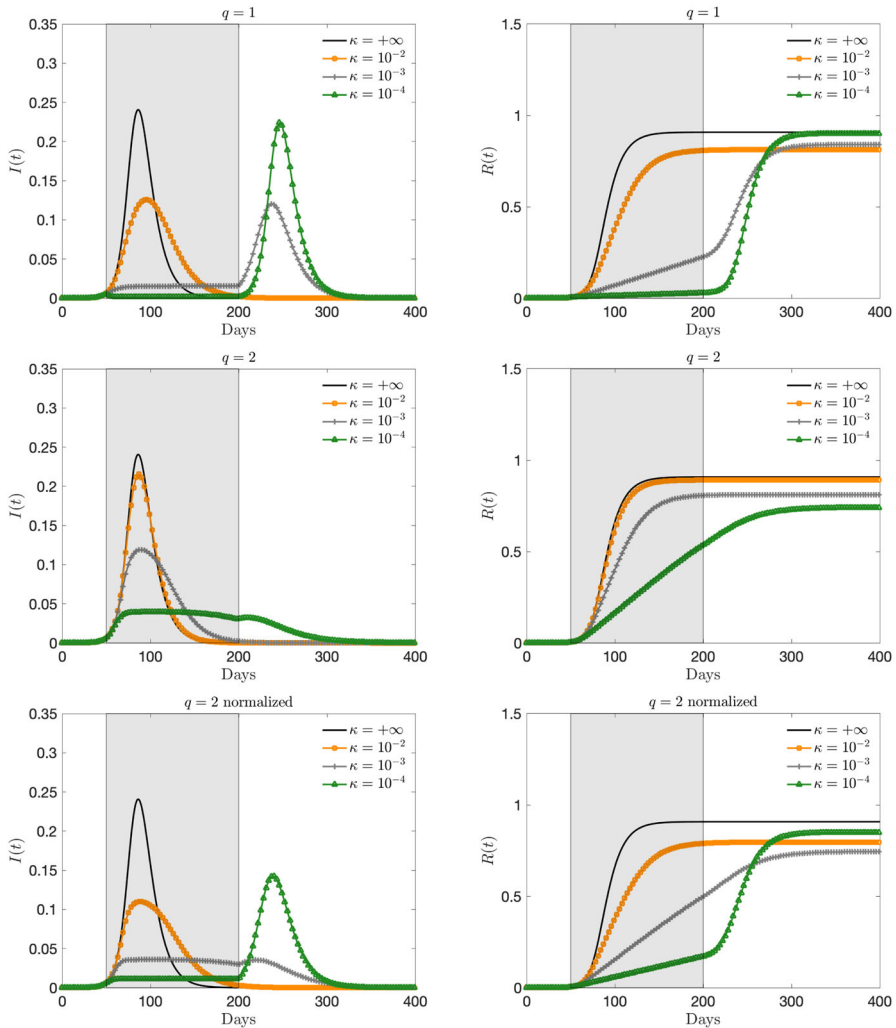 q = 1
I(t)
0.35
0.3
0.25
0.2
0.15
0.1
0.05
0
κ = +∞
κ = 10⁻²
κ = 10⁻³
κ = 10⁻⁴
0 100 200 300 400
Days
q = 1
R(t)
1.5
1
0.5
0
κ = +∞
κ = 10⁻²
κ = 10⁻³
κ = 10⁻⁴
0 100 200 300 400
Days
q = 2
I(t)
0.35
0.3
0.25
0.2
0.15
0.1
0.05
0
κ = +∞
κ = 10⁻²
κ = 10⁻³
κ = 10⁻⁴
0 100 200 300 400
Days
q = 2
R(t)
1.5
1
0.5
0
κ = +∞
κ = 10⁻²
κ = 10⁻³
κ = 10⁻⁴
0 100 200 300 400
Days
q = 2 normalized
I(t)
0.35
0.3
0.25
0.2
0.15
0.1
0.05
0
κ = +∞
κ = 10⁻²
κ = 10⁻³
κ = 10⁻⁴
0 100 200 300 400
Days
q = 2 normalized
R(t)
1.5
1
0.5
0
κ = +∞
κ = 10⁻²
κ = 10⁻³
κ = 10⁻⁴
0 100 200 300 400
Days